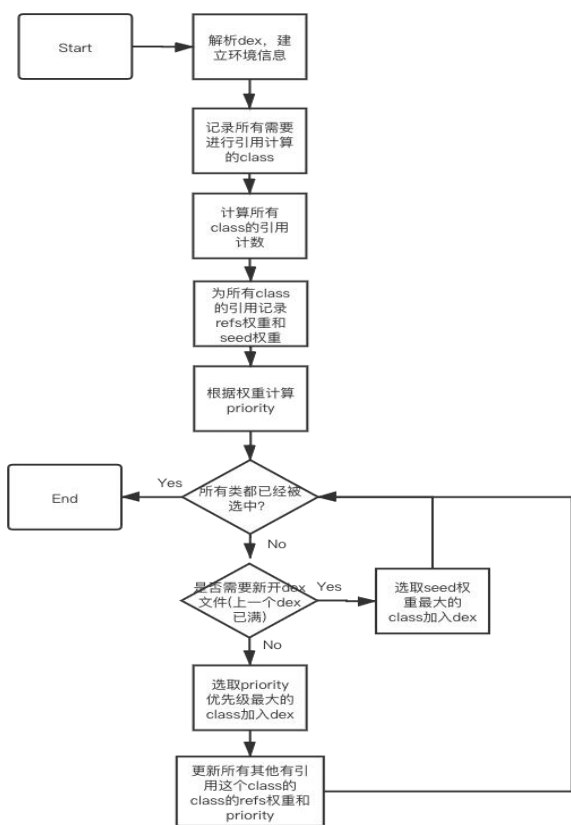 Start
解析dex，建
立环境信息
记录所有需要
进行引用计算
的class
计算所有
class的引用
计数
为所有class
的引用记录
refs权重和
seed权重
根据权重计算
priority
所有类都已经被
选中?
Yes
End
No
是否需要新开dex
文件(上一个dex
已满)
Yes
选取seed权
重最大的
class加入dex
No
选取priority
优先级最大的
class加入dex
更新所有其他有引
用这个class的
class的refs权重和
priority